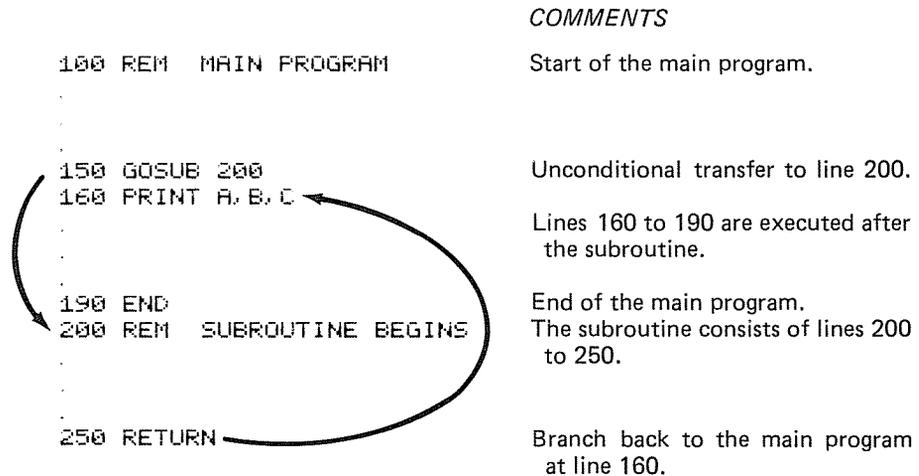 COMMENTS
100 REM MAIN PROGRAM
Start of the main program.
.
.
.
150 GOSUB 200
Unconditional transfer to line 200.
160 PRINT A,B,C
Lines 160 to 190 are executed after
the subroutine.
.
.
.
190 END
End of the main program.
200 REM SUBROUTINE BEGINS
The subroutine consists of lines 200
to 250.
.
.
.
250 RETURN
Branch back to the main program
at line 160.